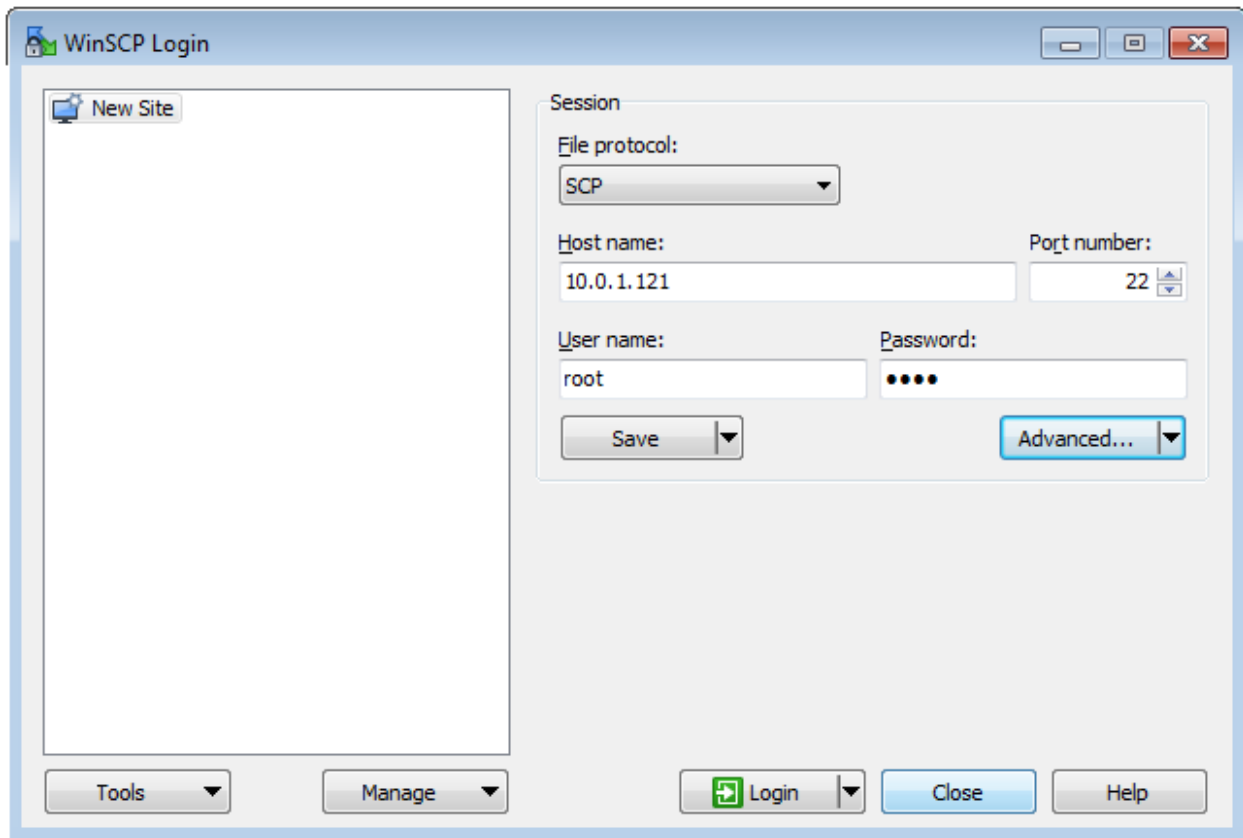 WinSCP Login
New Site
Session
File protocol:
SCP
Host name: Port number:
10.0.1.121 22
User name: Password:
root ••••
Save Advanced...
Tools Manage Login Close Help